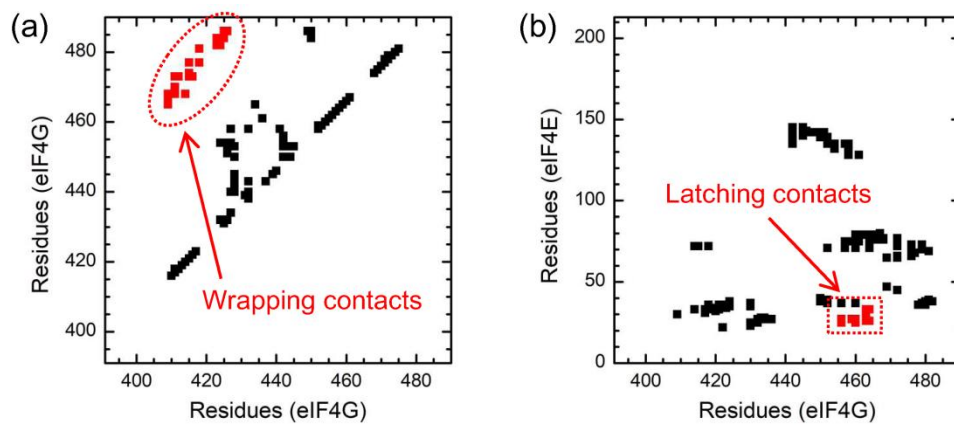 (a)
Residues (eIF4G)
480
460
440
420
400
Wrapping contacts
400 420 440 460 480
Residues (eIF4G)
(b)
Residues (eIF4E)
200
150
100
50
0
Latching contacts
400 420 440 460 480
Residues (eIF4G)